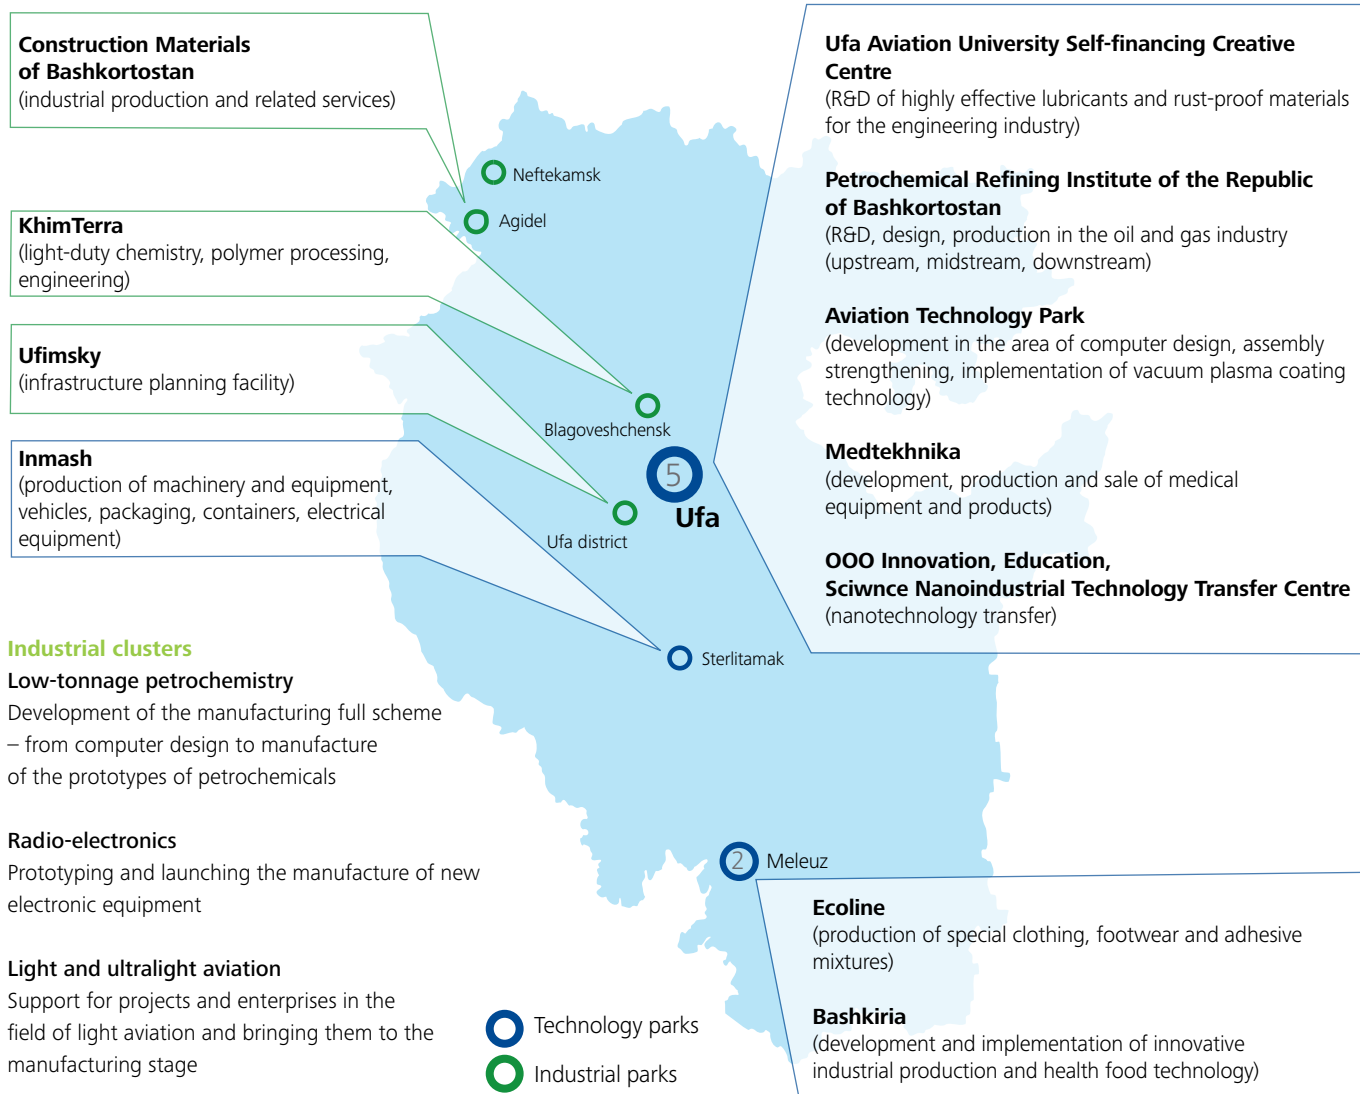 Construction Materials
of Bashkortostan
(industrial production and related services)
KhimTerra
(light-duty chemistry, polymer processing,
engineering)
Ufimsky
(infrastructure planning facility)
Inmash
(production of machinery and equipment,
vehicles, packaging, containers, electrical
equipment)
Industrial clusters
Low-tonnage petrochemistry
Development of the manufacturing full scheme
– from computer design to manufacture
of the prototypes of petrochemicals
Radio-electronics
Prototyping and launching the manufacture of new
electronic equipment
Light and ultralight aviation
Support for projects and enterprises in the
field of light aviation and bringing them to the
manufacturing stage
Neftekamsk
Agidel
Blagoveshchensk
5
Ufa
Ufa district
Sterlitamak
2
Meleuz
Technology parks
Industrial parks
Ufa Aviation University Self-financing Creative
Centre
(R&D of highly effective lubricants and rust-proof materials
for the engineering industry)
Petrochemical Refining Institute of the Republic
of Bashkortostan
(R&D, design, production in the oil and gas industry
(upstream, midstream, downstream)
Aviation Technology Park
(development in the area of computer design, assembly
strengthening, implementation of vacuum plasma coating
technology)
Medtekhnika
(development, production and sale of medical
equipment and products)
OOO Innovation, Education,
Sciwnce Nanoindustrial Technology Transfer Centre
(nanotechnology transfer)
Ecoline
(production of special clothing, footwear and adhesive
mixtures)
Bashkiria
(development and implementation of innovative
industrial production and health food technology)